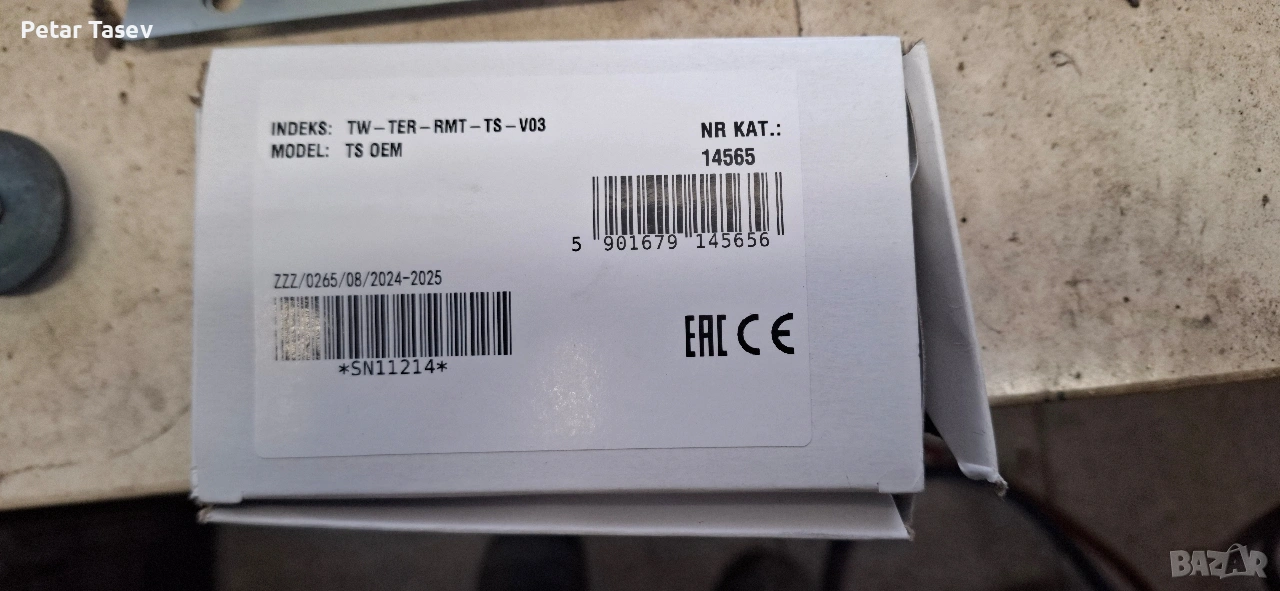 Petar Tasev
INDEKS: TW-TER-RMT-TS-V03
MODEL: TS OEM
NR KAT.:
14565
5 901679 145656
ZZZ/0265/08/2024-2025
*SN11214*
EAC CE
BAZAR